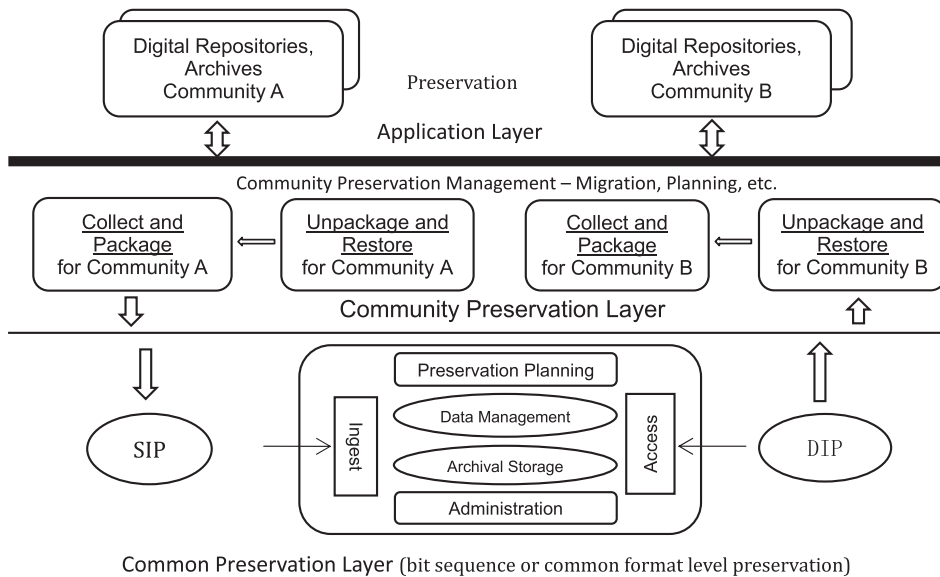 Digital Repositories,
Archives
Community A
Preservation
Digital Repositories,
Archives
Community B
Application Layer
Community Preservation Management – Migration, Planning, etc.
Collect and
Package
for Community A
Unpackage and
Restore
for Community A
Collect and
Package
for Community B
Unpackage and
Restore
for Community B
Community Preservation Layer
SIP
Ingest
Preservation Planning
Data Management
Archival Storage
Administration
Access
DIP
Common Preservation Layer (bit sequence or common format level preservation)